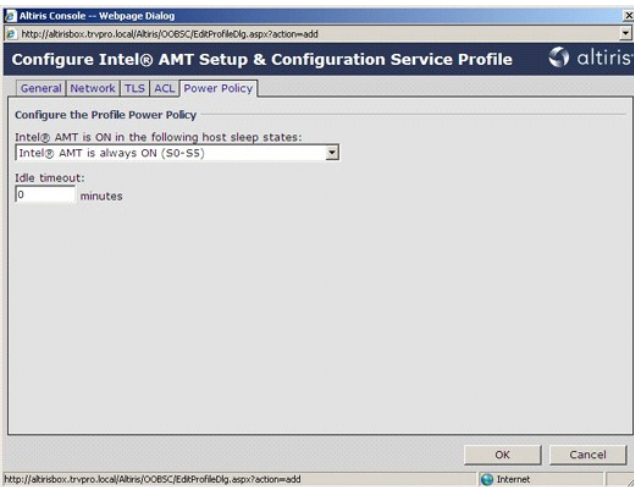 Altiris Console -- Webpage Dialog
http://altirisbox.trvpro.local/Altiris/OOBSC/EditProfileDlg.aspx?action=add
Configure Intel® AMT Setup & Configuration Service Profile
altiris
General Network TLS ACL Power Policy
Configure the Profile Power Policy
Intel® AMT is ON in the following host sleep states:
Intel® AMT is always ON (S0-S5)
Idle timeout:
0 minutes
OK Cancel
http://altirisbox.trvpro.local/Altiris/OOBSC/EditProfileDlg.aspx?action=add Internet